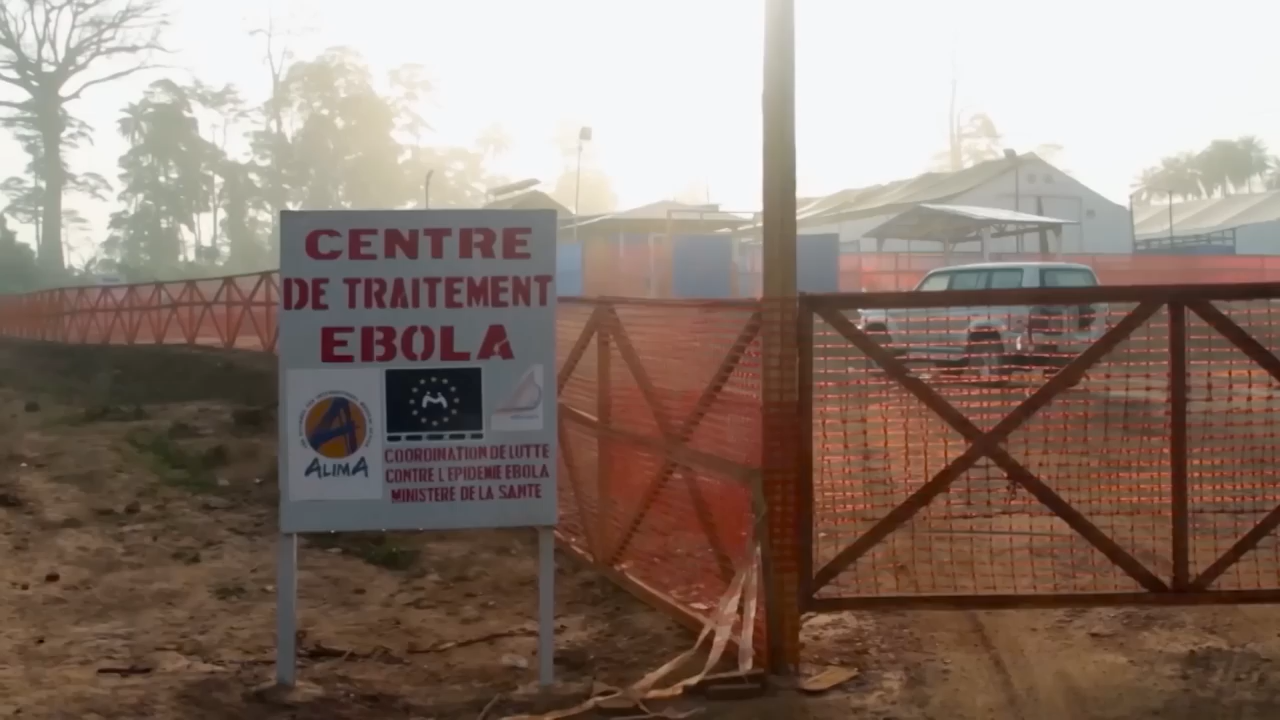 CENTRE
DE TRAITEMENT
EBOLA
ALIMA
COORDINATION DE LUTTE
CONTRE L'EPIDEMIE EBOLA
MINISTERE DE LA SANTE